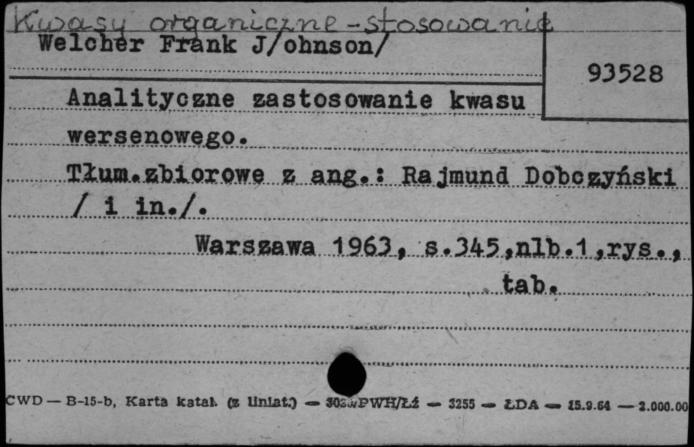 Kwasy organiczne - stosowanie
Welcher Frank J/ohnson/
93528
Analityczne zastosowanie kwasu
wersenowego.
Tłum.zbiorowe z ang.: Rajmund Dobczyński
/ i in./.
Warszawa 1963, s.345,nlb.1,rys.,
tab.
CWD — B-15-b, Karta katal. (z liniat.) — PWH/Łź — 3255 — ŁDA — 15.9.64 — 2.000.00